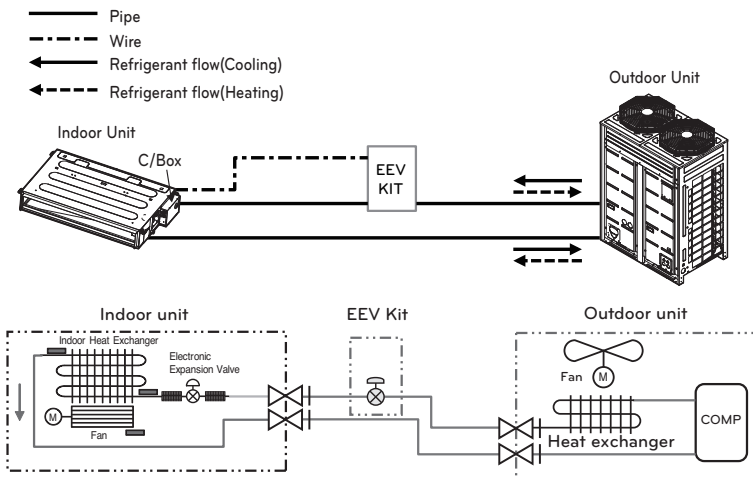 Pipe
Wire
Refrigerant flow(Cooling)
Refrigerant flow(Heating)
Outdoor Unit
Indoor Unit
C/Box
EEV
KIT
Indoor unit
EEV Kit
Outdoor unit
Indoor Heat Exchanger
Electronic
Expansion Valve
Fan
M
M
Fan
Heat exchanger
COMP